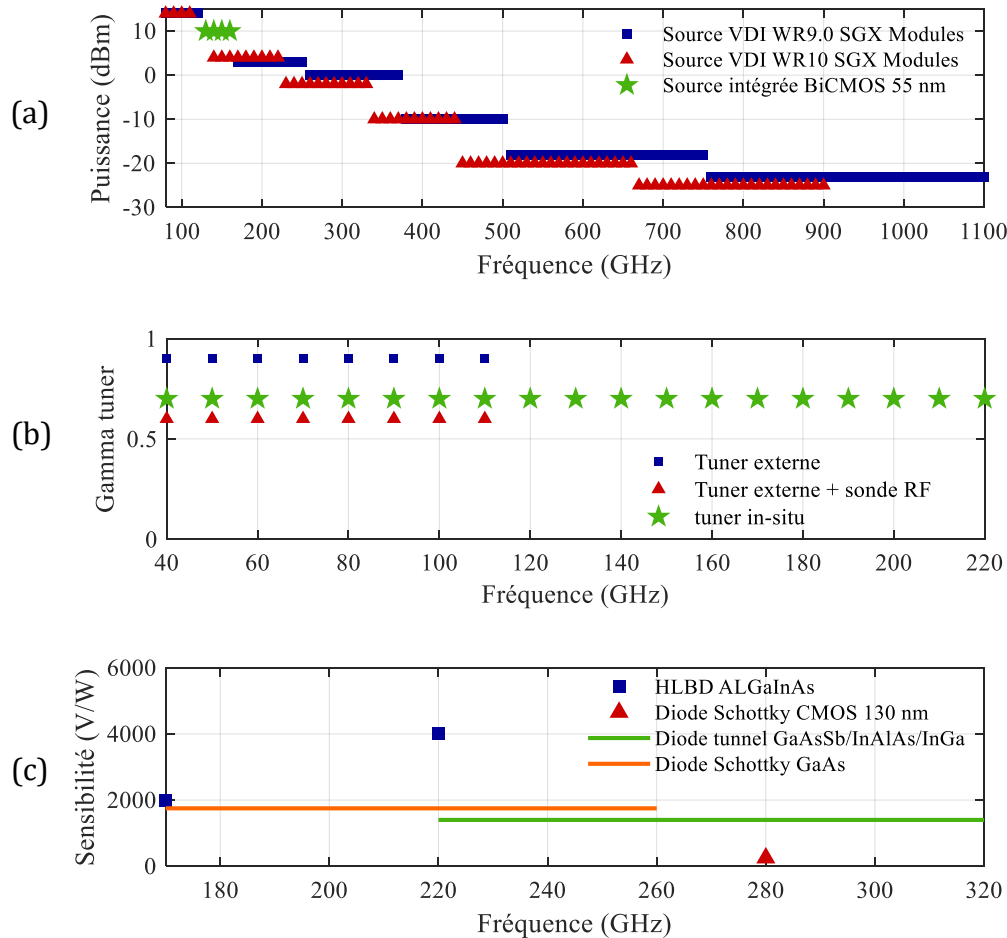 (a)
Puissance (dBm)
10
0
-10
-20
-30
Source VDI WR9.0 SGX Modules
Source VDI WR10 SGX Modules
Source intégrée BiCMOS 55 nm
100 200 300 400 500 600 700 800 900 1000 1100
Fréquence (GHz)
(b)
Gamma tuner
1
0.5
0
Tuner externe
Tuner externe + sonde RF
tuner in-situ
40 60 80 100 120 140 160 180 200 220
Fréquence (GHz)
(c)
Sensibilité (V/W)
6000
4000
2000
0
HLBD ALGaInAs
Diode Schottky CMOS 130 nm
Diode tunnel GaAsSb/InAlAs/InGa
Diode Schottky GaAs
180 200 220 240 260 280 300 320
Fréquence (GHz)